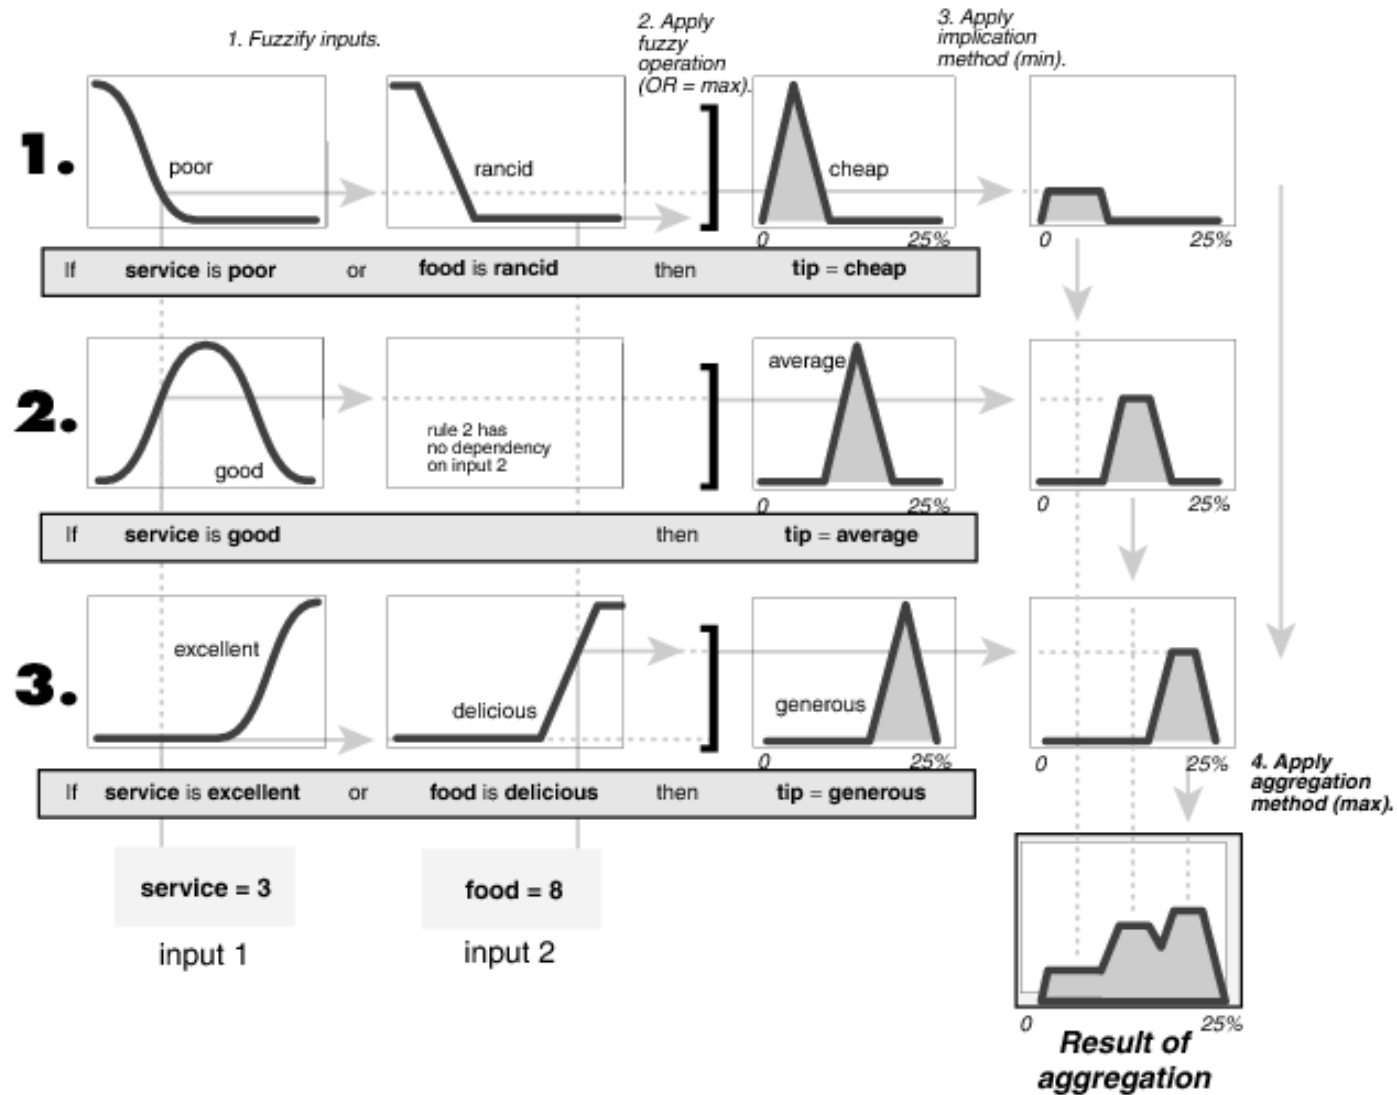 1. Fuzzify inputs.
2. Apply
fuzzy
operation
(OR = max).
3. Apply
implication
method (min).
1.
poor
rancid
cheap
0
25%
0
25%
If service is poor or food is rancid then tip = cheap
2.
good
rule 2 has
no dependency
on input 2
average
0
25%
0
25%
If service is good then tip = average
3.
excellent
delicious
generous
0
25%
0
25%
4. Apply
aggregation
method (max).
If service is excellent or food is delicious then tip = generous
service = 3
food = 8
input 1
input 2
0
25%
Result of
aggregation